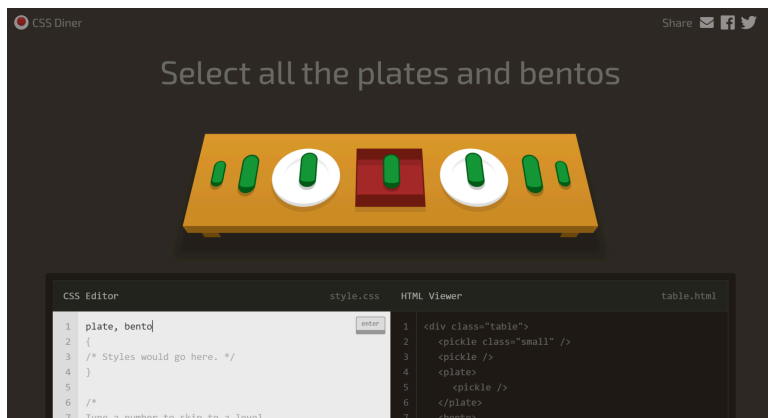 CSS Diner
Share
Select all the plates and bentos
CSS Editor
style.css
HTML Viewer
table.html
1 plate, bento
enter
2 {
3 /* Styles would go here. */
4 }
5
6 /*
7 Type a number to skip to a level.
1 <div class="table">
2 <pickle class="small" />
3 <pickle />
4 <plate>
5 <pickle />
6 </plate>
7 <bento>